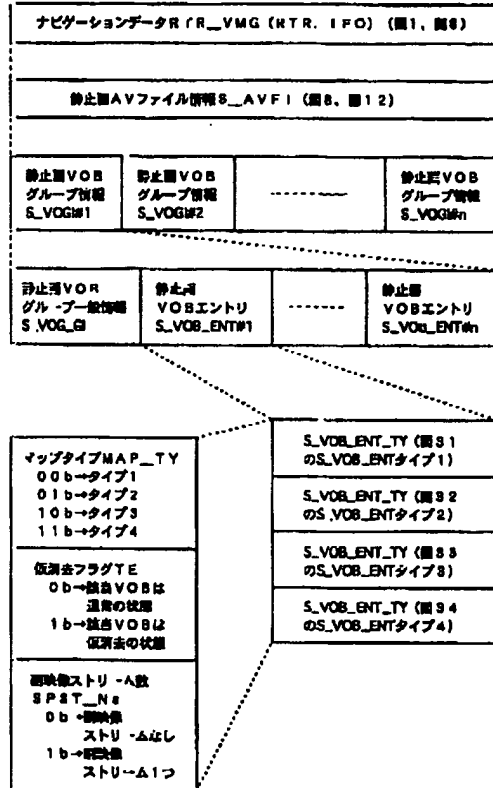 ナビゲーションデータRTR__VMG (RTR. IFO) (図1, 図8)
静止画AVファイル情報S__AVFI (図8, 図12)
静止画VOB
グループ情報
S_VOGI#1
静止画VOB
グループ情報
S_VOGI#2
静止画VOB
グループ情報
S_VOGI#n
静止画VOB
グループ一般情報
S_VOG_GI
静止画
VOBエントリ
S_VOB_ENT#1
静止画
VOBエントリ
S_VOB_ENT#n
マップタイプMAP__TY
00b→タイプ1
01b→タイプ2
10b→タイプ3
11b→タイプ4
仮消去フラグTE
0b→該当VOBは
通常の状態
1b→該当VOBは
仮消去の状態
副映像ストリーム数
SPST__Ns
0b→副映像
ストリームなし
1b→副映像
ストリーム1つ
S_VOB_ENT_TY (図31
のS_VOB_ENTタイプ1)
S_VOB_ENT_TY (図32
のS_VOB_ENTタイプ2)
S_VOB_ENT_TY (図33
のS_VOB_ENTタイプ3)
S_VOB_ENT_TY (図34
のS_VOB_ENTタイプ4)